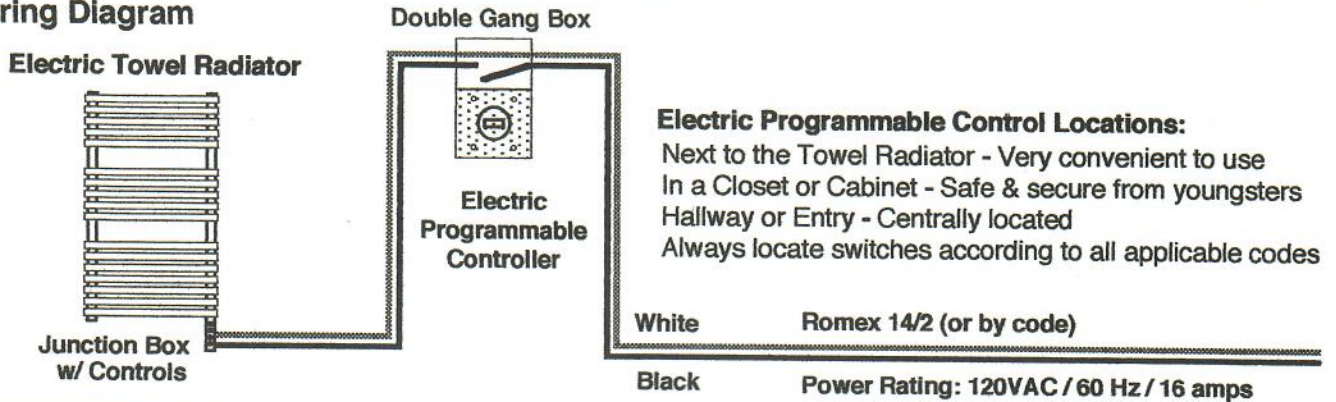 ring Diagram
Double Gang Box
Electric Towel Radiator
Electric Programmable Control Locations:
Next to the Towel Radiator - Very convenient to use
In a Closet or Cabinet - Safe & secure from youngsters
Hallway or Entry - Centrally located
Always locate switches according to all applicable codes
Electric
Programmable
Controller
Junction Box
w/ Controls
White
Romex 14/2 (or by code)
Black
Power Rating: 120VAC / 60 Hz / 16 amps